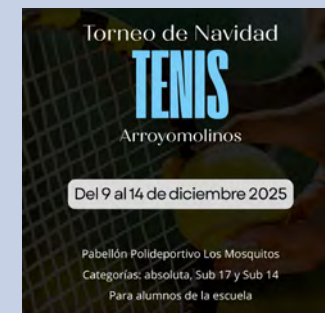 Torneo de Navidad
TENIS
Arroyomolinos
Del 9 al 14 de diciembre 2025
Pabellón Polideportivo Los Mosquitos
Categorías: absoluta, Sub 17 y Sub 14
Para alumnos de la escuela